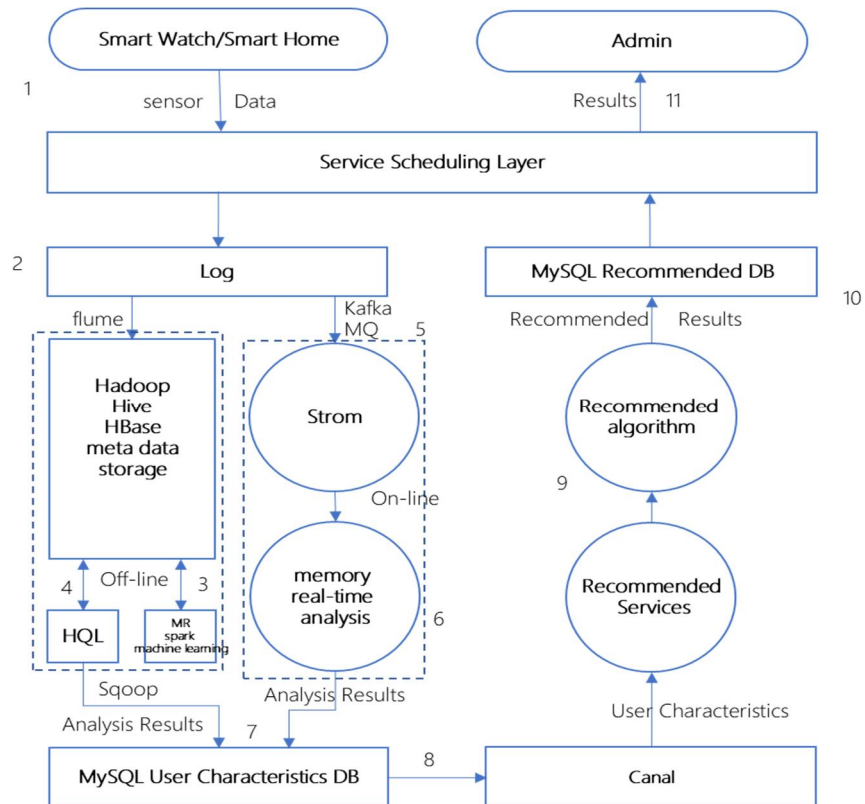 Smart Watch/Smart Home
Admin
1
sensor Data
Results 11
Service Scheduling Layer
2
Log
MySQL Recommended DB
10
flume
Kafka
MQ
5
Recommended Results
Hadoop
Hive
HBase
meta data
storage
Strom
Recommended
algorithm
On-line
9
4
Off-line
3
memory
real-time
analysis
6
Recommended
Services
HQL
MR
spark
machine learning
Sqoop
Analysis Results
Analysis Results
7
User Characteristics
MySQL User Characteristics DB
8
Canal